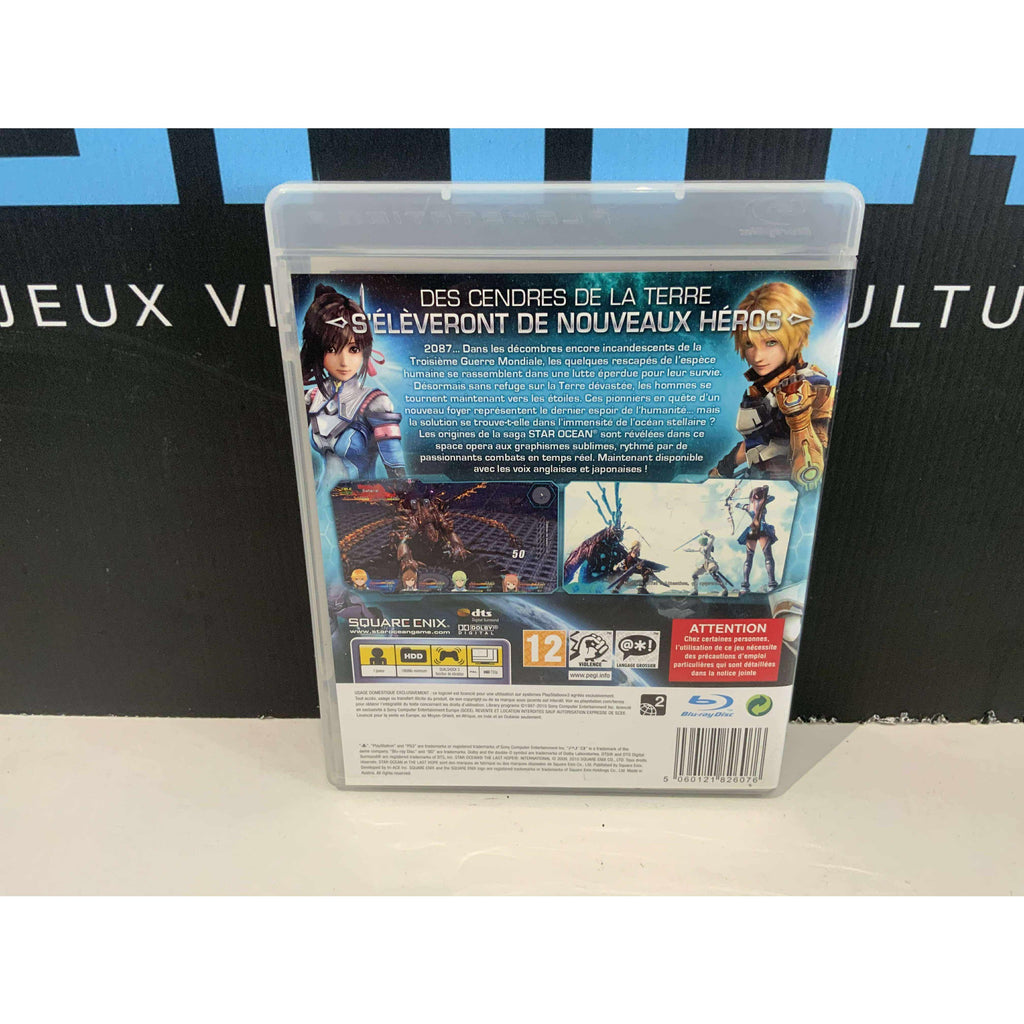 JEUX VI
ULTU
DES CENDRES DE LA TERRE
S'ÉLÈVERONT DE NOUVEAUX HÉROS
2087... Dans les décombres encore incandescents de la
Troisième Guerre Mondiale, les quelques rescapés de l'espèce
humaine se rassemblent dans une lutte éperdue pour leur survie.
Désormais sans refuge sur la Terre dévastée, les hommes se
tournent maintenant vers les étoiles. Ces pionniers en quête d'un
nouveau foyer représentent le dernier espoir de l'humanité... mais
la solution se trouve-t-elle dans l'immensité de l'océan stellaire ?
Les origines de la saga STAR OCEAN® sont révélées dans ce
space opera aux graphismes sublimes, rythmé par de
passionnants combats en temps réel. Maintenant disponible
avec les voix anglaises et japonaises !
50
SQUARE ENIX
www.staroceangame.com
dts
Digital Surround
DOLBY
DIGITAL
HDD
12
VIOLENCE
www.pegi.info
@*!
LANGAGE GROSSIER
ATTENTION
Chez certaines personnes,
l'utilisation de ce jeu nécessite
des précautions d'emploi
particulières qui sont détaillées
dans la notice jointe
2
Blu-ray Disc
5 060121 826076